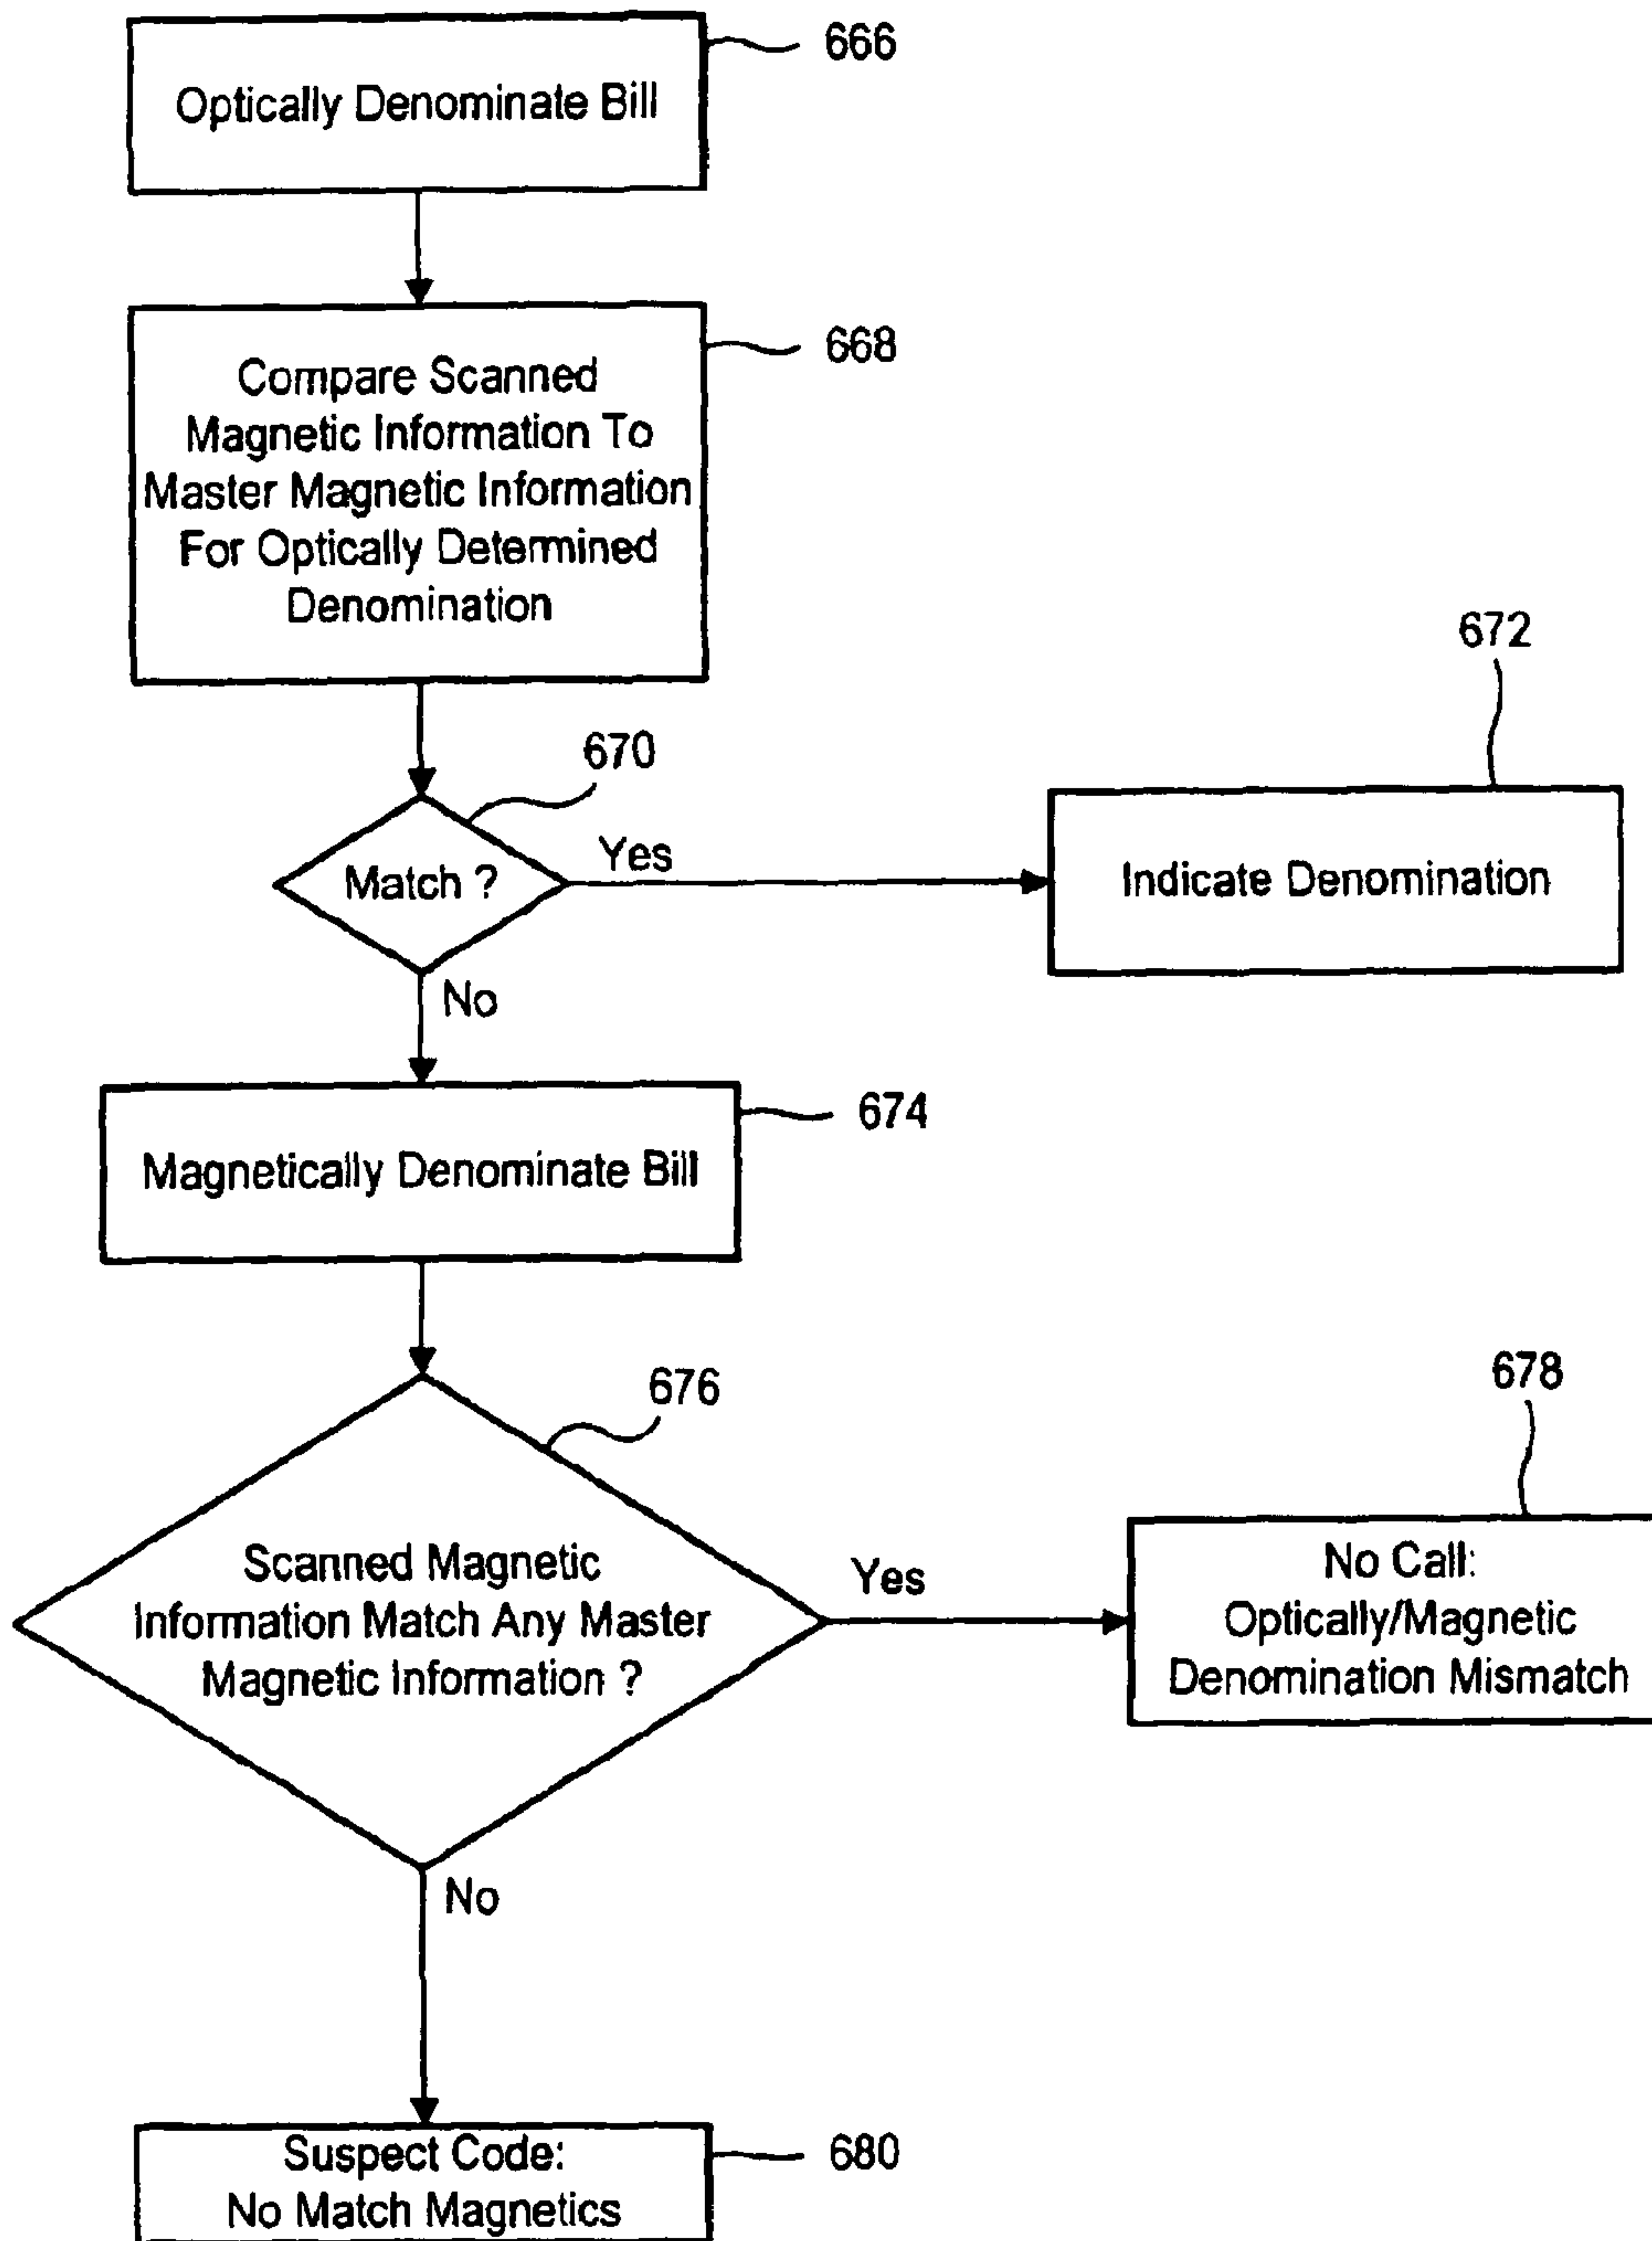 666
Optically Denominate Bill
668
Compare Scanned
Magnetic Information To
Master Magnetic Information
For Optically Determined
Denomination
672
670
Match ?
Yes
Indicate Denomination
No
674
Magnetically Denominate Bill
676
678
Scanned Magnetic
Information Match Any Master
Magnetic Information ?
Yes
No Call:
Optically/Magnetic
Denomination Mismatch
No
Suspect Code:
No Match Magnetics
680